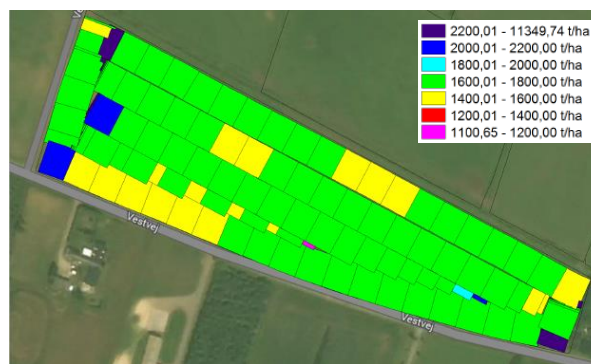 2200,01 - 11349,74 t/ha
2000,01 - 2200,00 t/ha
1800,01 - 2000,00 t/ha
1600,01 - 1800,00 t/ha
1400,01 - 1600,00 t/ha
1200,01 - 1400,00 t/ha
1100,65 - 1200,00 t/ha
Vestvej
Vestvej